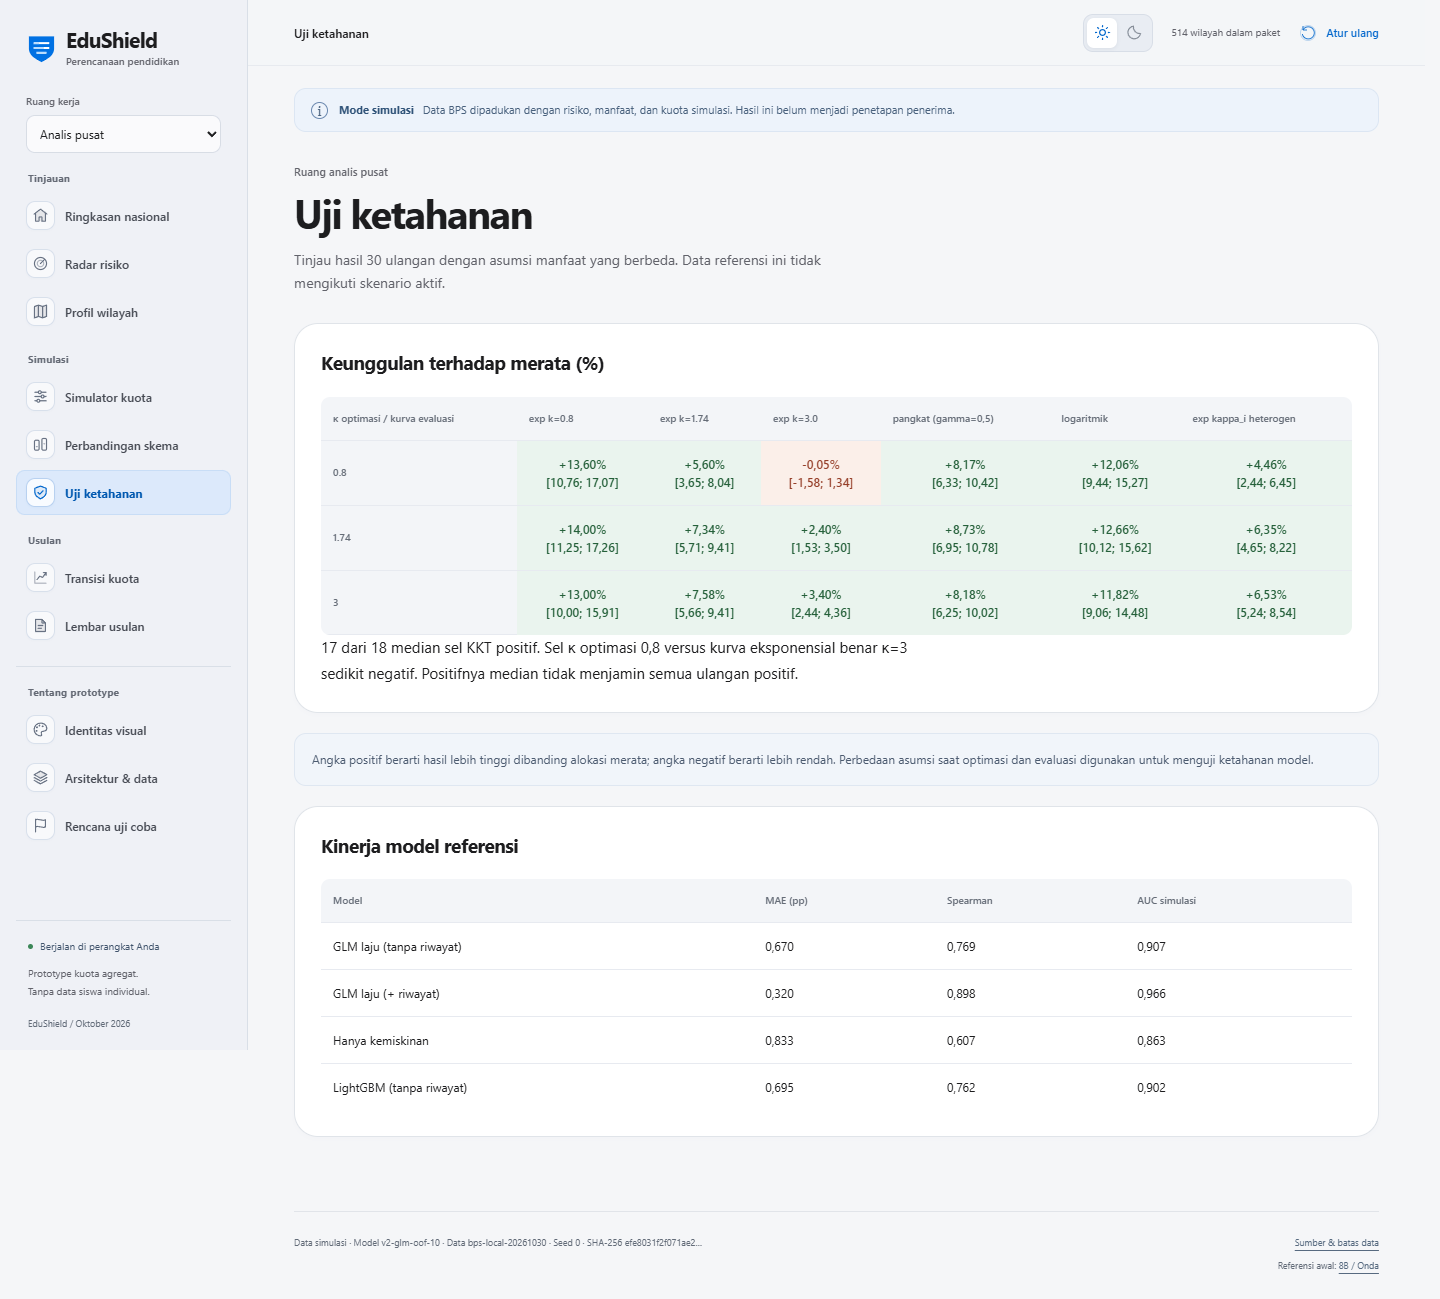 EduShield
Perencanaan pendidikan
Ruang kerja
Analis pusat
Tinjauan
Ringkasan nasional
Radar risiko
Profil wilayah
Simulasi
Simulator kuota
Perbandingan skema
Uji ketahanan
Usulan
Transisi kuota
Lembar usulan
Tentang prototype
Identitas visual
Arsitektur & data
Rencana uji coba
Berjalan di perangkat Anda
Prototype kuota agregat.
Tanpa data siswa individual.
EduShield / Oktober 2026
Uji ketahanan
514 wilayah dalam paket
Atur ulang
Mode simulasi Data BPS dipadukan dengan risiko, manfaat, dan kuota simulasi. Hasil ini belum menjadi penetapan penerima.
Ruang analis pusat
Uji ketahanan
Tinjau hasil 30 ulangan dengan asumsi manfaat yang berbeda. Data referensi ini tidak
mengikuti skenario aktif.
Keunggulan terhadap merata (%)
κ optimasi / kurva evaluasi exp k=0.8 exp k=1.74 exp k=3.0 pangkat (gamma=0,5) logaritmik exp kappa_i heterogen
0.8 +13,60% +5,60% -0,05% +8,17% +12,06% +4,46%
[10,76; 17,07] [3,65; 8,04] [-1,58; 1,34] [6,33; 10,42] [9,44; 15,27] [2,44; 6,45]
1.74 +14,00% +7,34% +2,40% +8,73% +12,66% +6,35%
[11,25; 17,26] [5,71; 9,41] [1,53; 3,50] [6,95; 10,78] [10,12; 15,62] [4,65; 8,22]
3 +13,00% +7,58% +3,40% +8,18% +11,82% +6,53%
[10,00; 15,91] [5,66; 9,41] [2,44; 4,36] [6,25; 10,02] [9,06; 14,48] [5,24; 8,54]
17 dari 18 median sel KKT positif. Sel κ optimasi 0,8 versus kurva eksponensial benar κ=3
sedikit negatif. Positifnya median tidak menjamin semua ulangan positif.
Angka positif berarti hasil lebih tinggi dibanding alokasi merata; angka negatif berarti lebih rendah. Perbedaan asumsi saat optimasi dan evaluasi digunakan untuk menguji ketahanan model.
Kinerja model referensi
Model MAE (pp) Spearman AUC simulasi
GLM laju (tanpa riwayat) 0,670 0,769 0,907
GLM laju (+ riwayat) 0,320 0,898 0,966
Hanya kemiskinan 0,833 0,607 0,863
LightGBM (tanpa riwayat) 0,695 0,762 0,902
Data simulasi · Model v2-glm-oof-10 · Data bps-local-20261030 · Seed 0 · SHA-256 efe8031f2f071ae2...
Sumber & batas data
Referensi awal: 8B / Onda